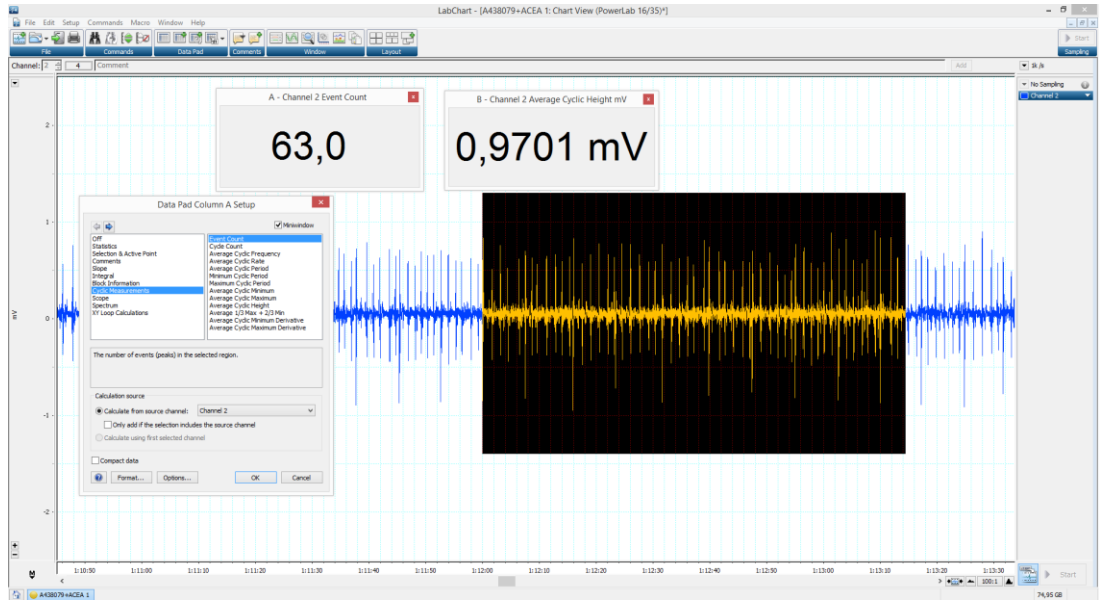 LabChart - [A438079+ACEA 1: Chart View (PowerLab 16/35)*]
File Edit Setup Commands Macro Window Help
File Commands Data Pad Comments Window Layout Sampling
Start
Channel: 2 4 Comment Add 1k /s
No Sampling
Channel 2
A - Channel 2 Event Count
63,0
B - Channel 2 Average Cyclic Height mV
0,9701 mV
Data Pad Column A Setup
Miniwindow
Off
Statistics
Selection & Active Point
Comments
Slope
Integral
Block Information
Cyclic Measurements
Scope
Spectrum
XY Loop Calculations
Event Count
Cycle Count
Average Cyclic Frequency
Average Cyclic Rate
Average Cyclic Period
Minimum Cyclic Period
Maximum Cyclic Period
Average Cyclic Minimum
Average Cyclic Maximum
Average Cyclic Height
Average 1/3 Max + 2/3 Min
Average Cyclic Minimum Derivative
Average Cyclic Maximum Derivative
The number of events (peaks) in the selected region.
Calculation source
Calculate from source channel: Channel 2
Only add if the selection includes the source channel
Calculate using first selected channel
Compact data
Format... Options... OK Cancel
2
1
mV
0
-1
-2
1:10:50 1:11:00 1:11:10 1:11:20 1:11:30 1:11:40 1:11:50 1:12:00 1:12:10 1:12:20 1:12:30 1:12:40 1:12:50 1:13:00 1:13:10 1:13:20 1:13:30
100:1
Start
A438079+ACEA 1
74,95 GB